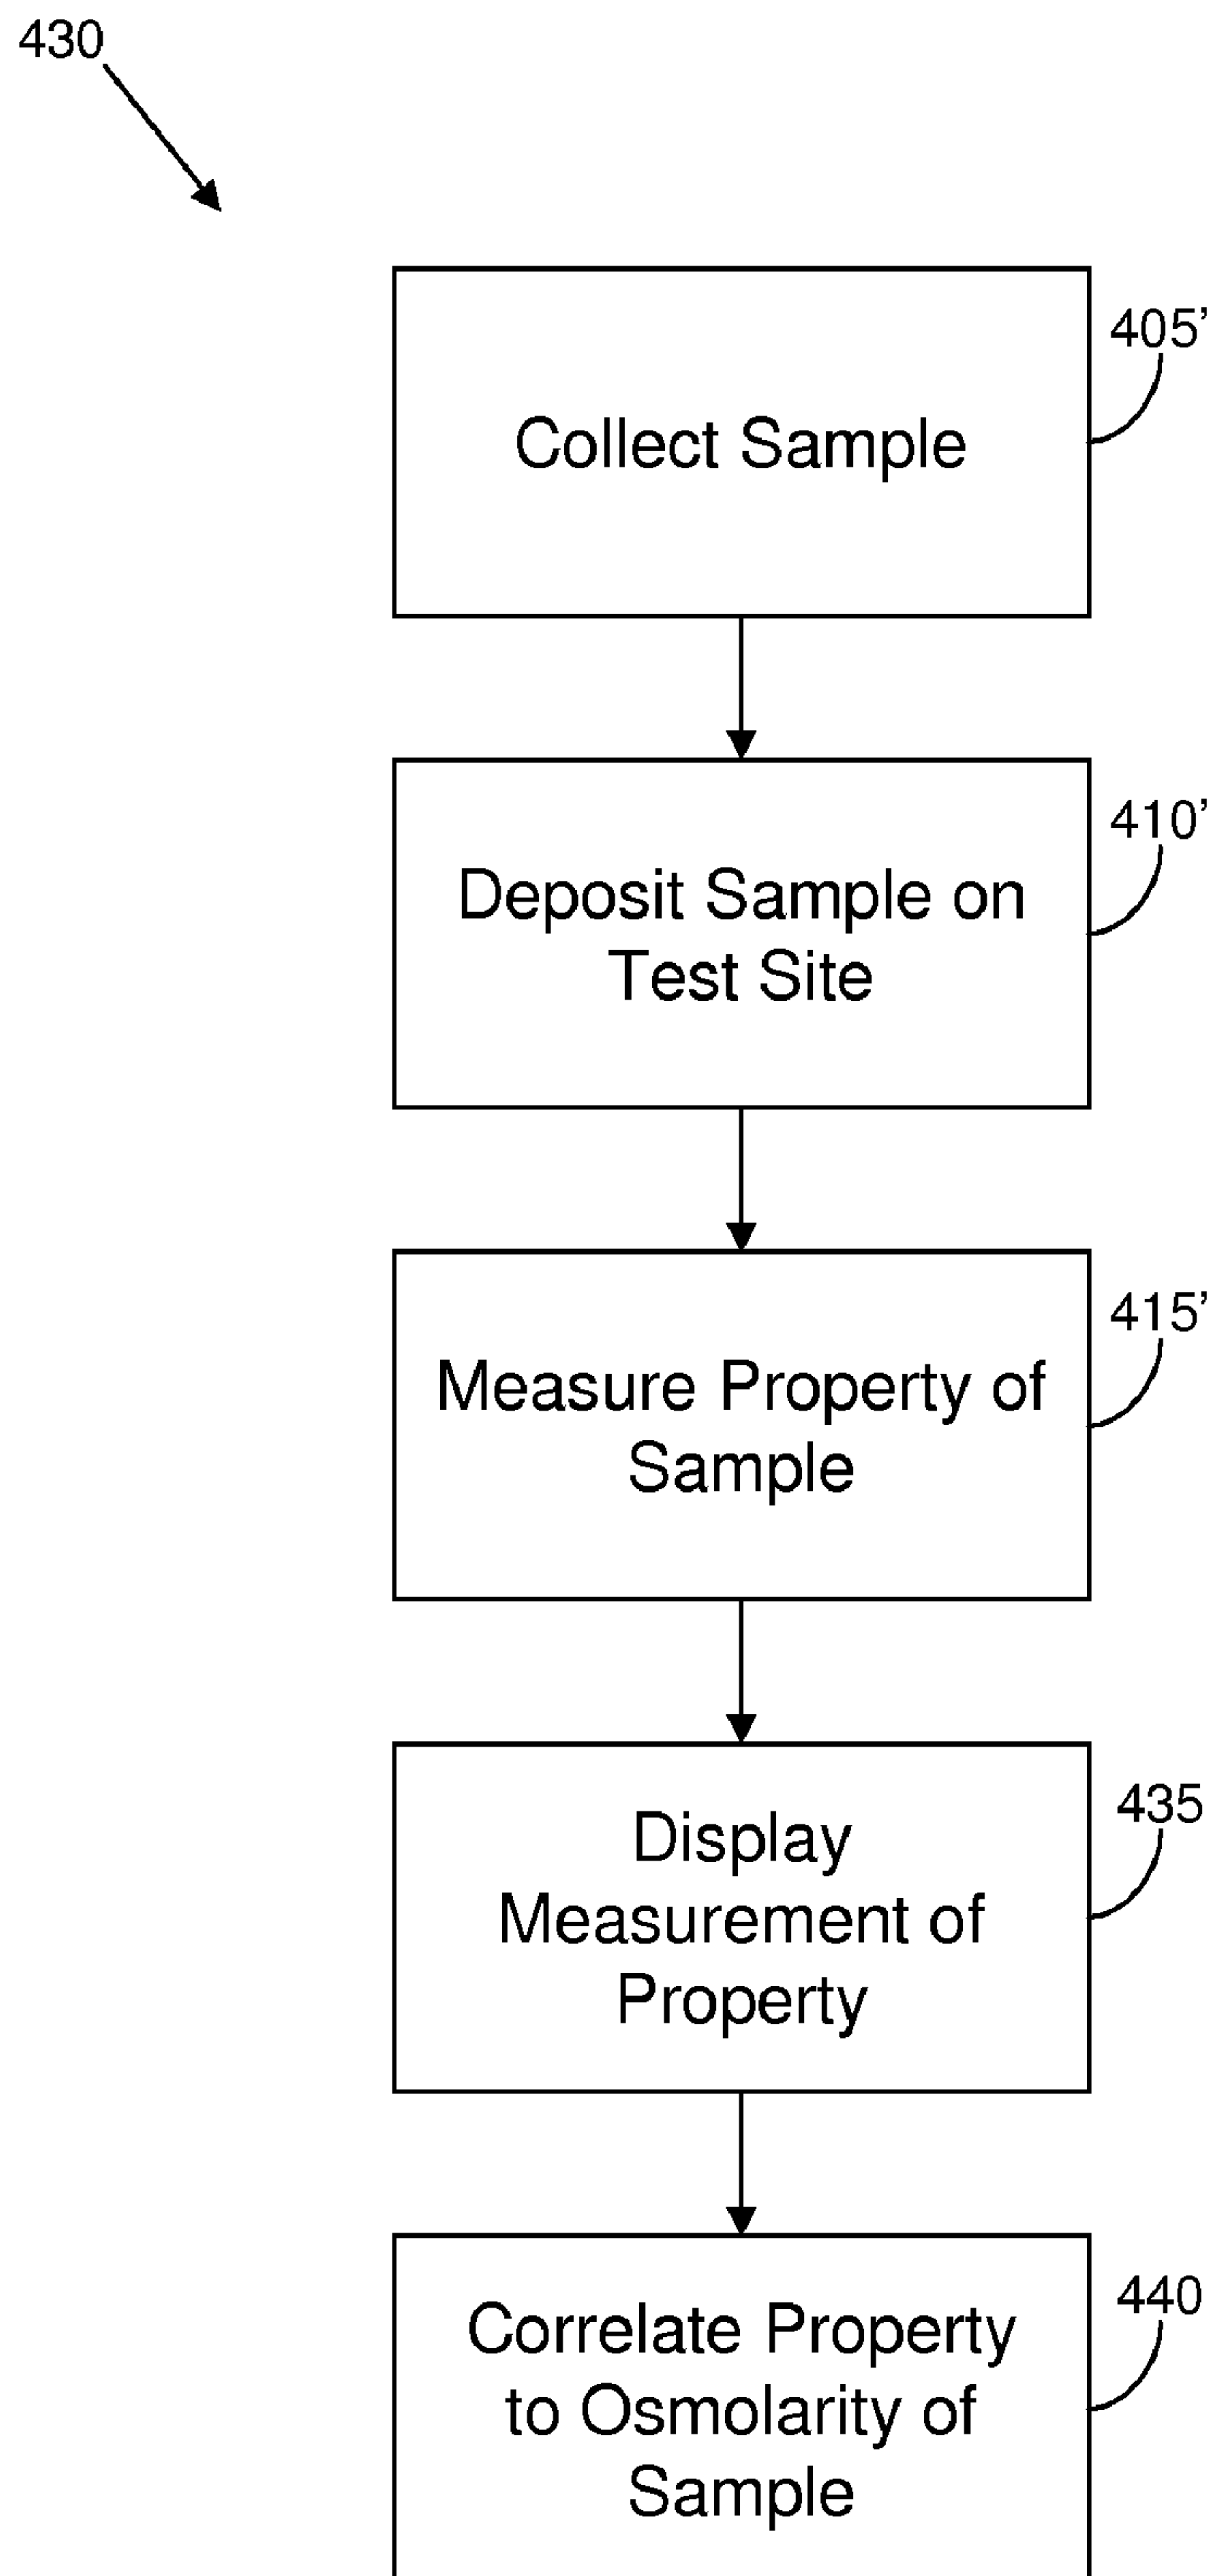 430
Collect Sample
405’
Deposit Sample on
Test Site
410’
Measure Property of
Sample
415’
Display
Measurement of
Property
435
Correlate Property
to Osmolarity of
Sample
440